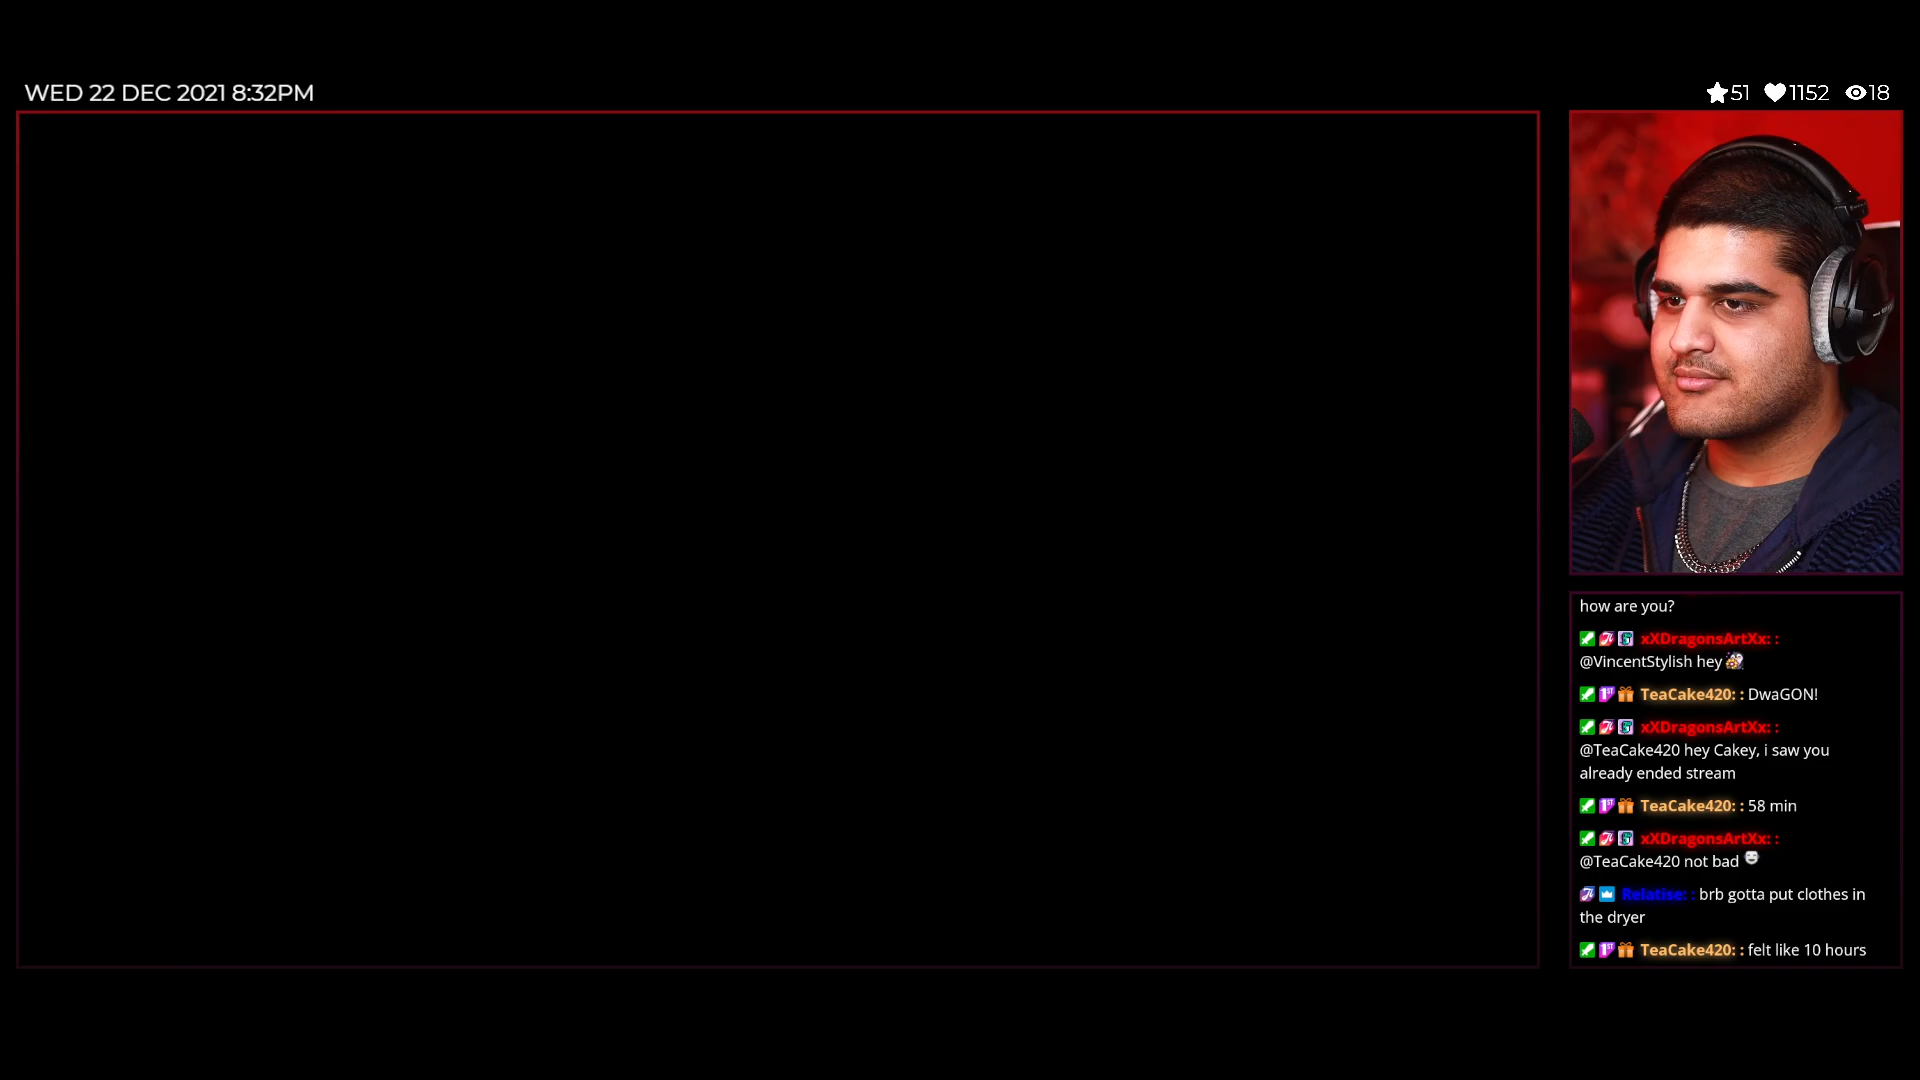 WED 22 DEC 2021 8:32PM
51 1152 18
how are you?
xXDragonsArtXx: :
@VincentStylish hey
TeaCake420: : DwaGON!
xXDragonsArtXx: :
@TeaCake420 hey Cakey, i saw you
already ended stream
TeaCake420: : 58 min
xXDragonsArtXx: :
@TeaCake420 not bad
Relatise: : brb gotta put clothes in
the dryer
TeaCake420: : felt like 10 hours